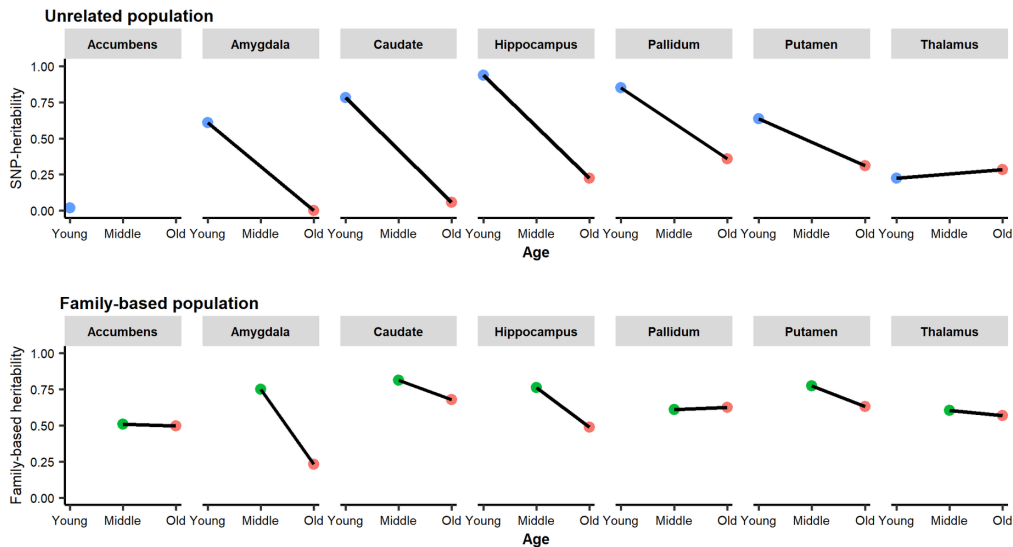 Unrelated population
Accumbens Amygdala Caudate Hippocampus Pallidum Putamen Thalamus
1.00
0.75
0.50
0.25
0.00
SNP-heritability
Young Middle Old Young Middle Old Young Middle Old Young Middle Old Young Middle Old Young Middle Old Young Middle Old
Age
Family-based population
Accumbens Amygdala Caudate Hippocampus Pallidum Putamen Thalamus
1.00
0.75
0.50
0.25
0.00
Family-based heritability
Young Middle Old Young Middle Old Young Middle Old Young Middle Old Young Middle Old Young Middle Old Young Middle Old
Age